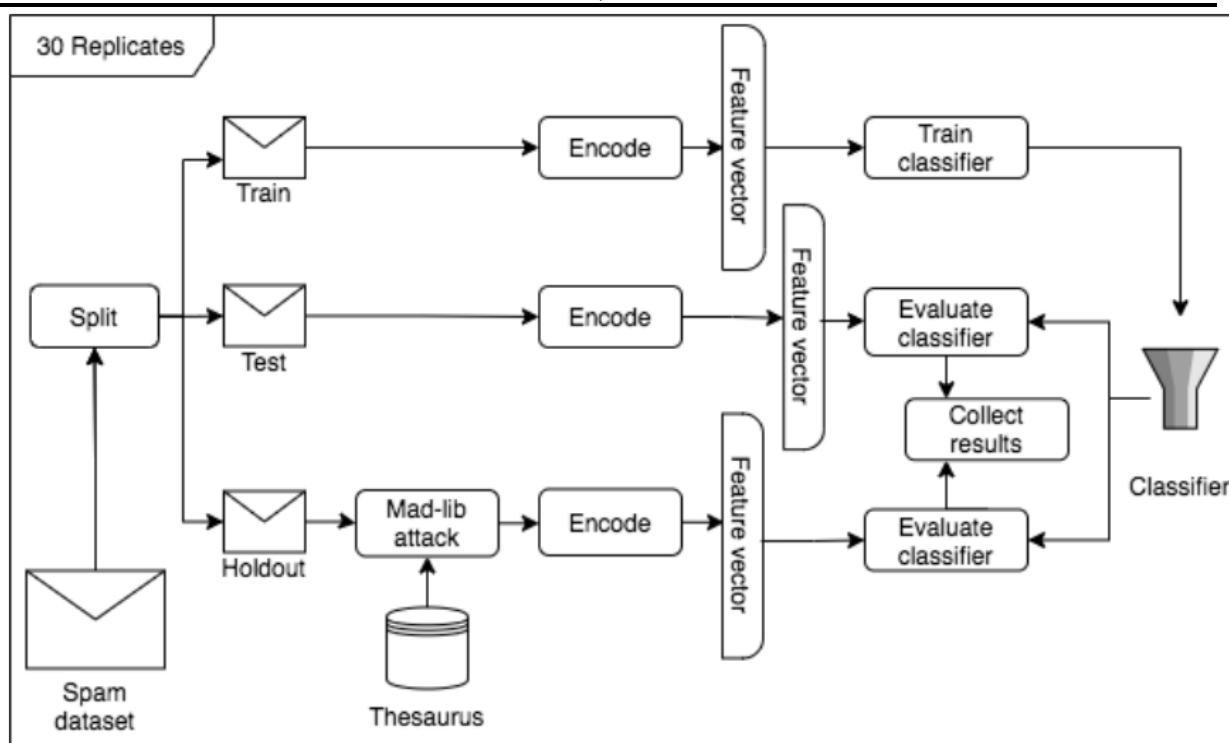 30 Replicates
Train
Encode
Feature vector
Train
classifier
Split
Test
Encode
Feature vector
Evaluate
classifier
Collect
results
Classifier
Holdout
Mad-lib
attack
Encode
Feature vector
Evaluate
classifier
Spam
dataset
Thesaurus